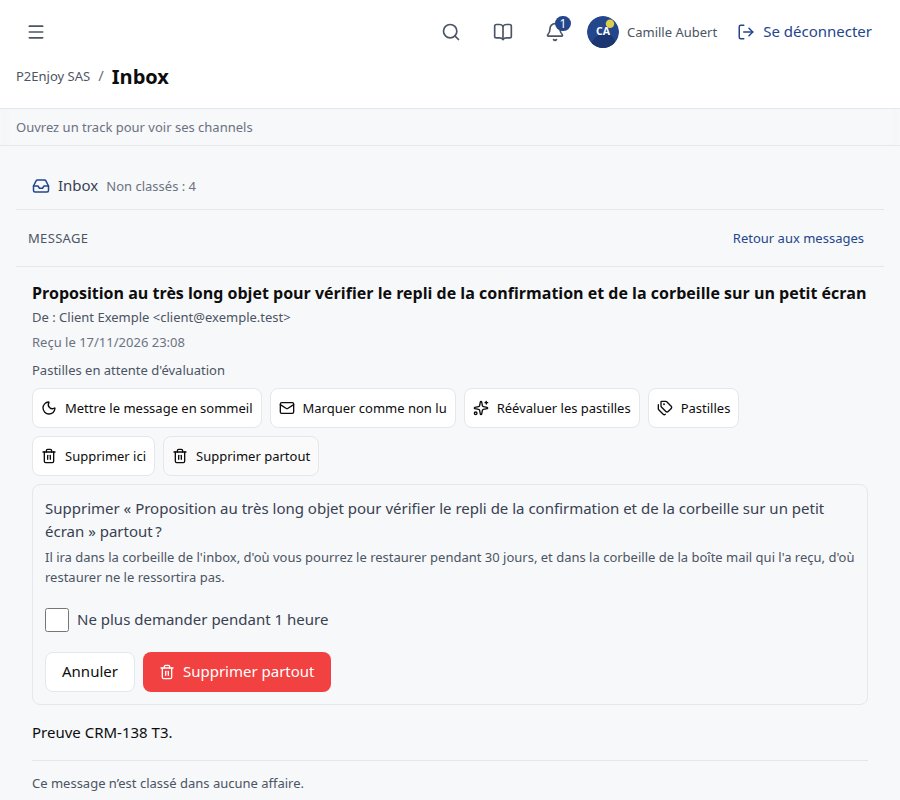 1
CA
Camille Aubert
Se déconnecter
P2Enjoy SAS / Inbox
Ouvrez un track pour voir ses channels
Inbox Non classés : 4
MESSAGE
Retour aux messages
Proposition au très long objet pour vérifier le repli de la confirmation et de la corbeille sur un petit écran
De : Client Exemple <client@exemple.test>
Reçu le 17/11/2026 23:08
Pastilles en attente d'évaluation
Mettre le message en sommeil
Marquer comme non lu
Réévaluer les pastilles
Pastilles
Supprimer ici
Supprimer partout
Supprimer « Proposition au très long objet pour vérifier le repli de la confirmation et de la corbeille sur un petit
écran » partout ?
Il ira dans la corbeille de l'inbox, d'où vous pourrez le restaurer pendant 30 jours, et dans la corbeille de la boîte mail qui l'a reçu, d'où
restaurer ne le ressortira pas.
Ne plus demander pendant 1 heure
Annuler
Supprimer partout
Preuve CRM-138 T3.
Ce message n’est classé dans aucune affaire.